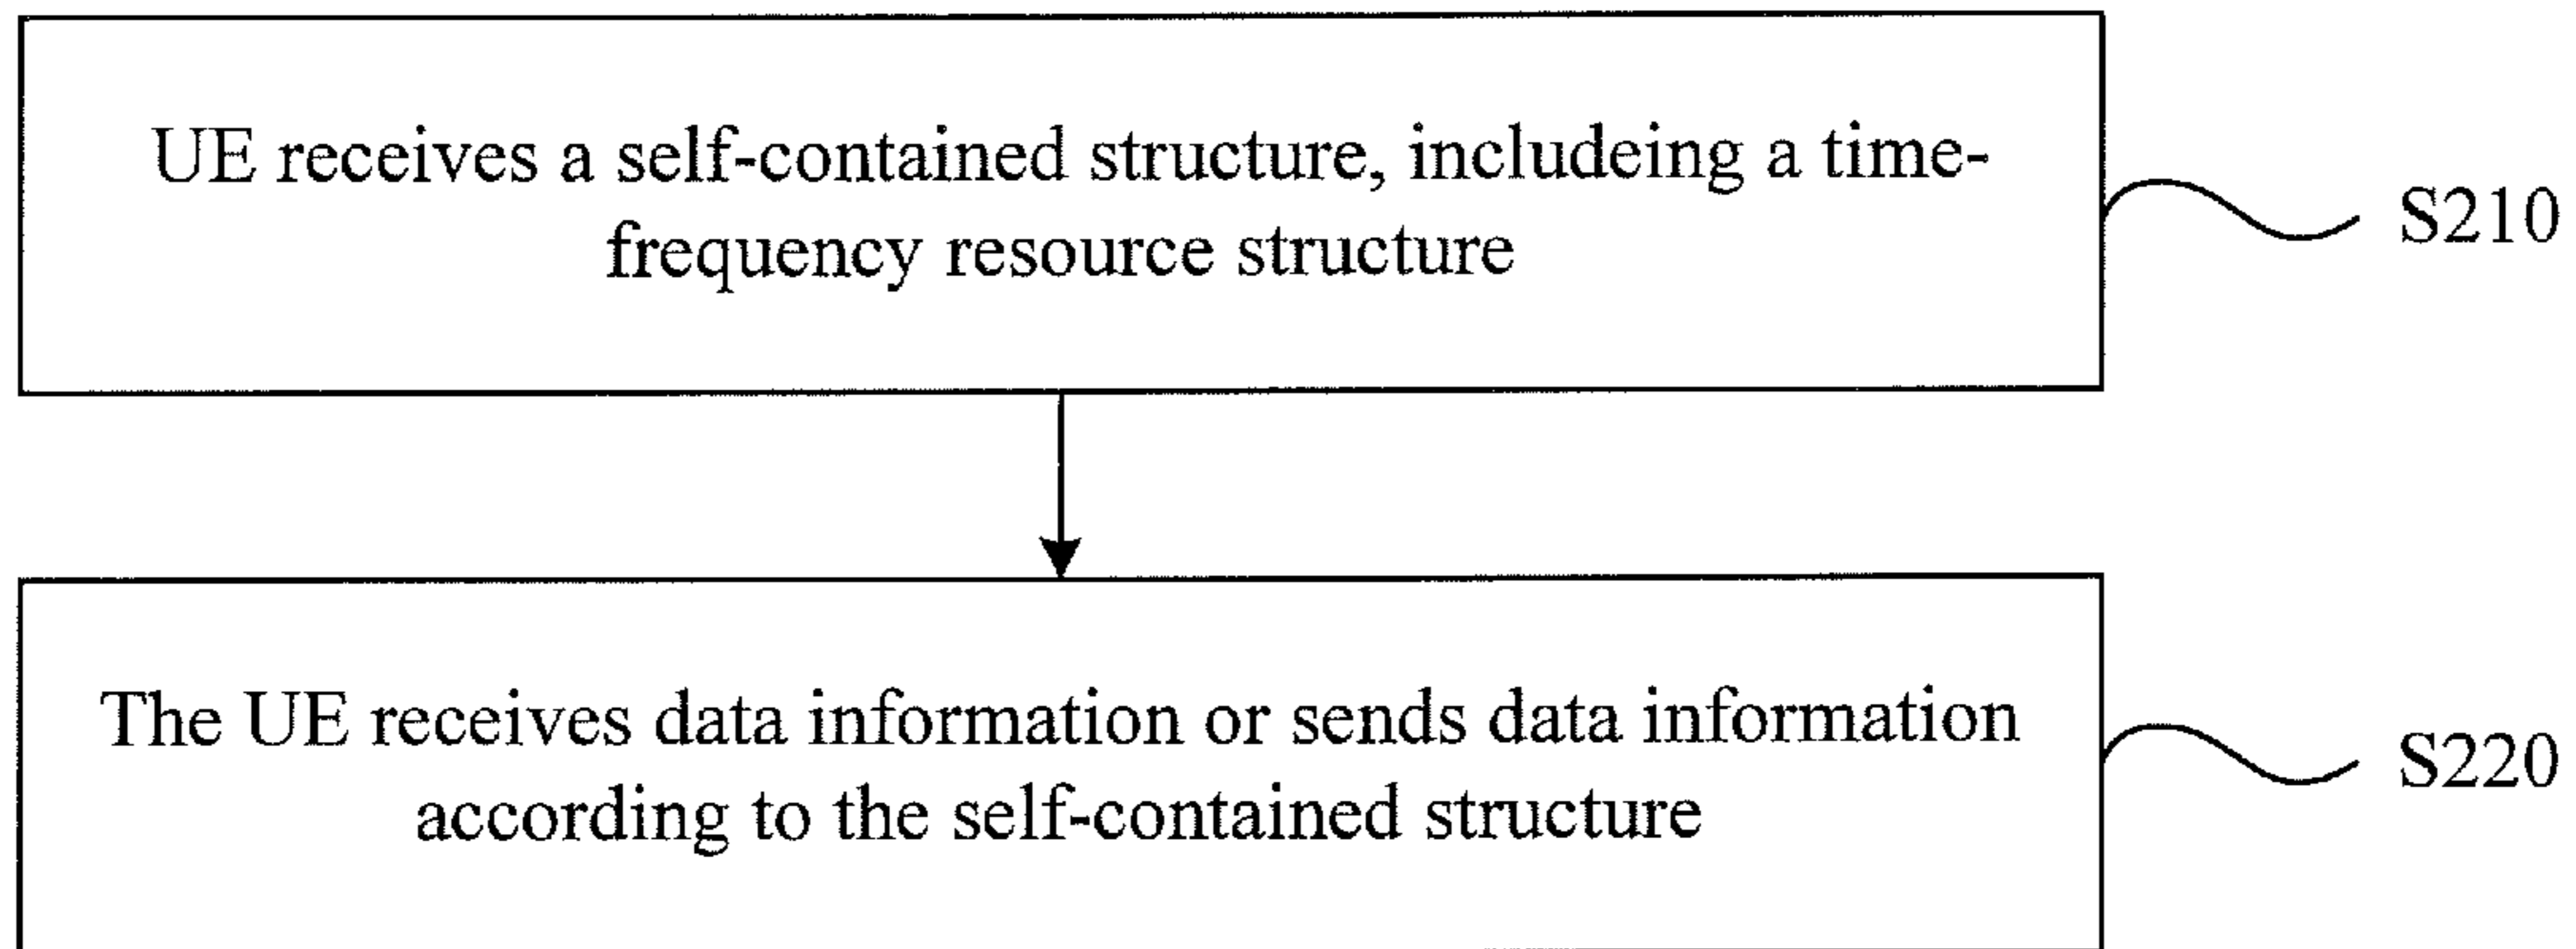 UE receives a self-contained structure, includeing a time-
frequency resource structure
S210
The UE receives data information or sends data information
according to the self-contained structure
S220